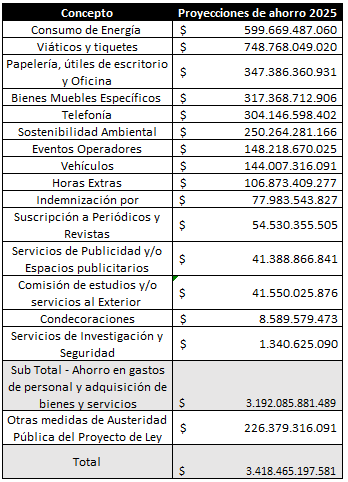 Concepto Proyecciones de ahorro 2025
Consumo de Energía $ 599.669.487.060
Viáticos y tiquetes $ 748.768.049.020
Papelería, útiles de escritorio
y Oficina $ 347.386.360.931
Bienes Muebles Específicos $ 317.368.712.906
Telefonía $ 304.146.598.402
Sostenibilidad Ambiental $ 250.264.281.166
Eventos Operadores $ 148.218.670.025
Vehículos $ 144.007.316.091
Horas Extras $ 106.873.409.277
Indemnización por $ 77.983.543.827
Suscripción a Periódicos y
Revistas $ 54.530.355.505
Servicios de Publicidad y/o
Espacios publicitarios $ 41.388.866.841
Comisión de estudios y/o
servicios al Exterior $ 41.550.025.876
Condecoraciones $ 8.589.579.473
Servicios de Investigación y
Seguridad $ 1.340.625.090
Sub Total - Ahorro en gastos
de personal y adquisición de
bienes y servicios $ 3.192.085.881.489
Otras medidas de Austeridad
Pública del Proyecto de Ley $ 226.379.316.091
Total $ 3.418.465.197.581